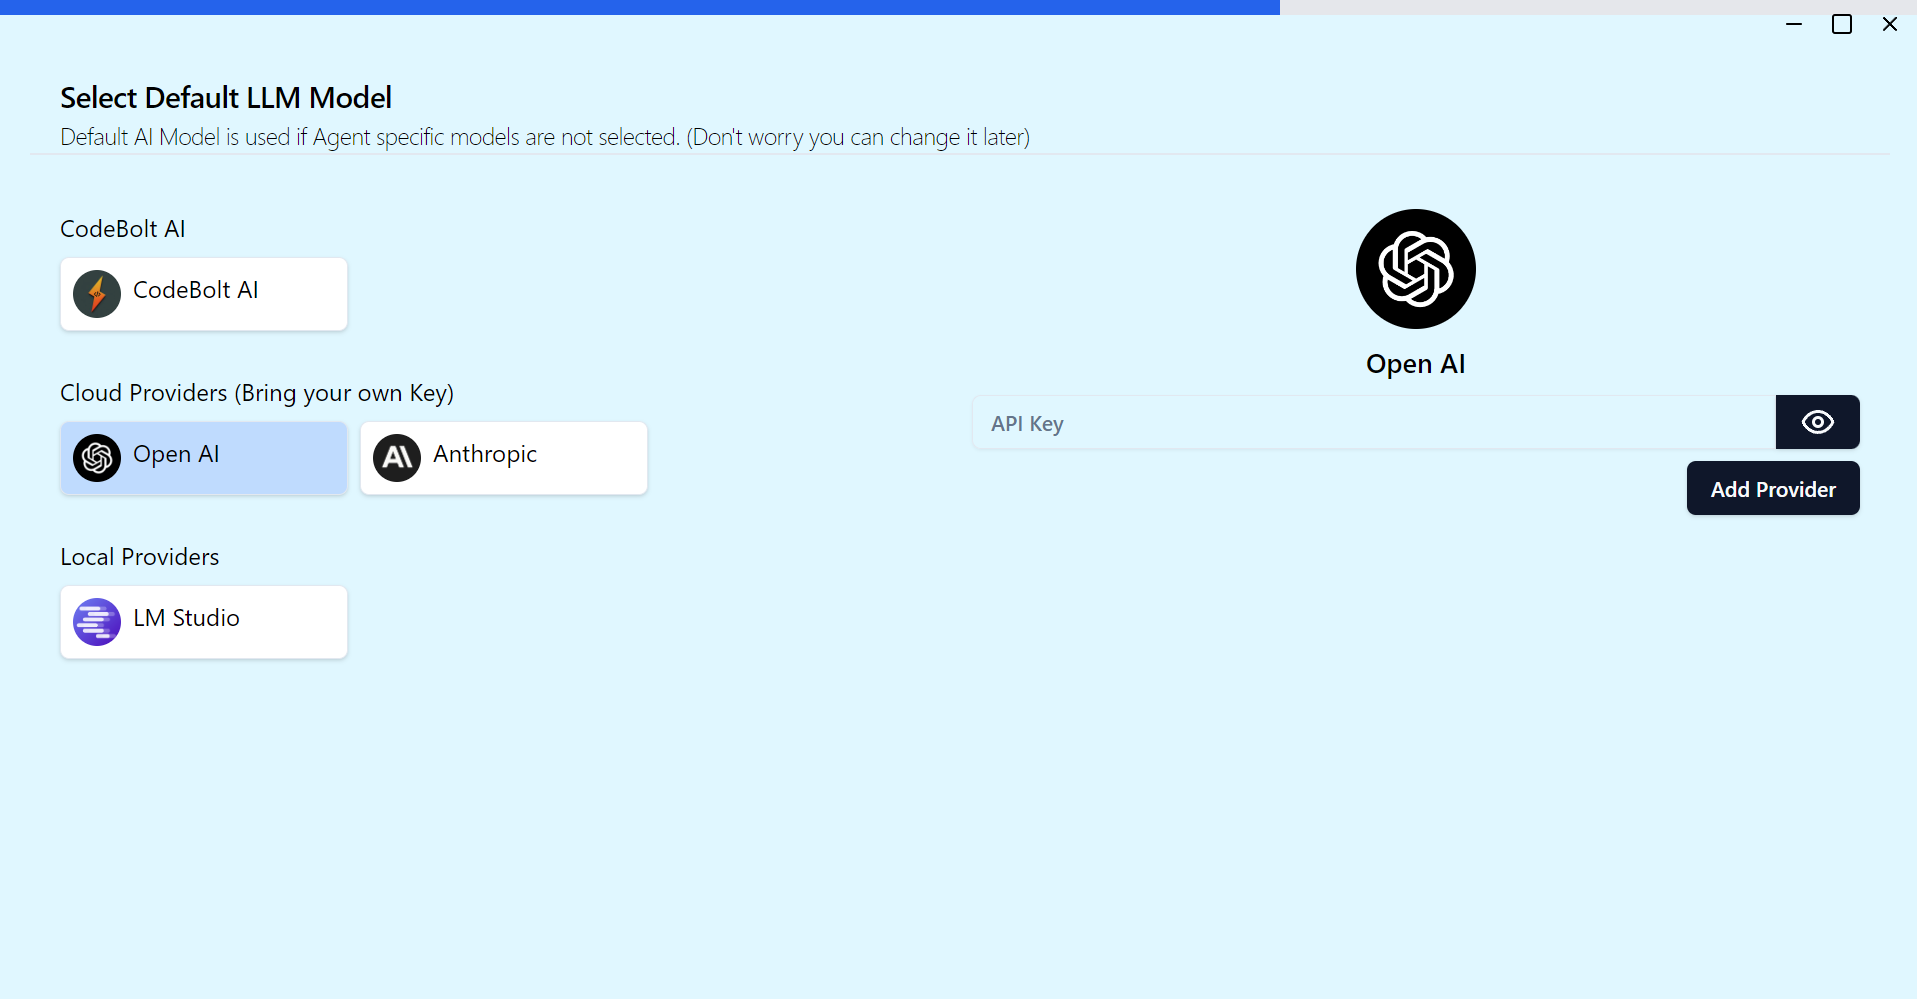 Select Default LLM Model
Default AI Model is used if Agent specific models are not selected. (Don't worry you can change it later)
CodeBolt AI
CodeBolt AI
Cloud Providers (Bring your own Key)
Open AI
Anthropic
Local Providers
LM Studio
Open AI
API Key
Add Provider